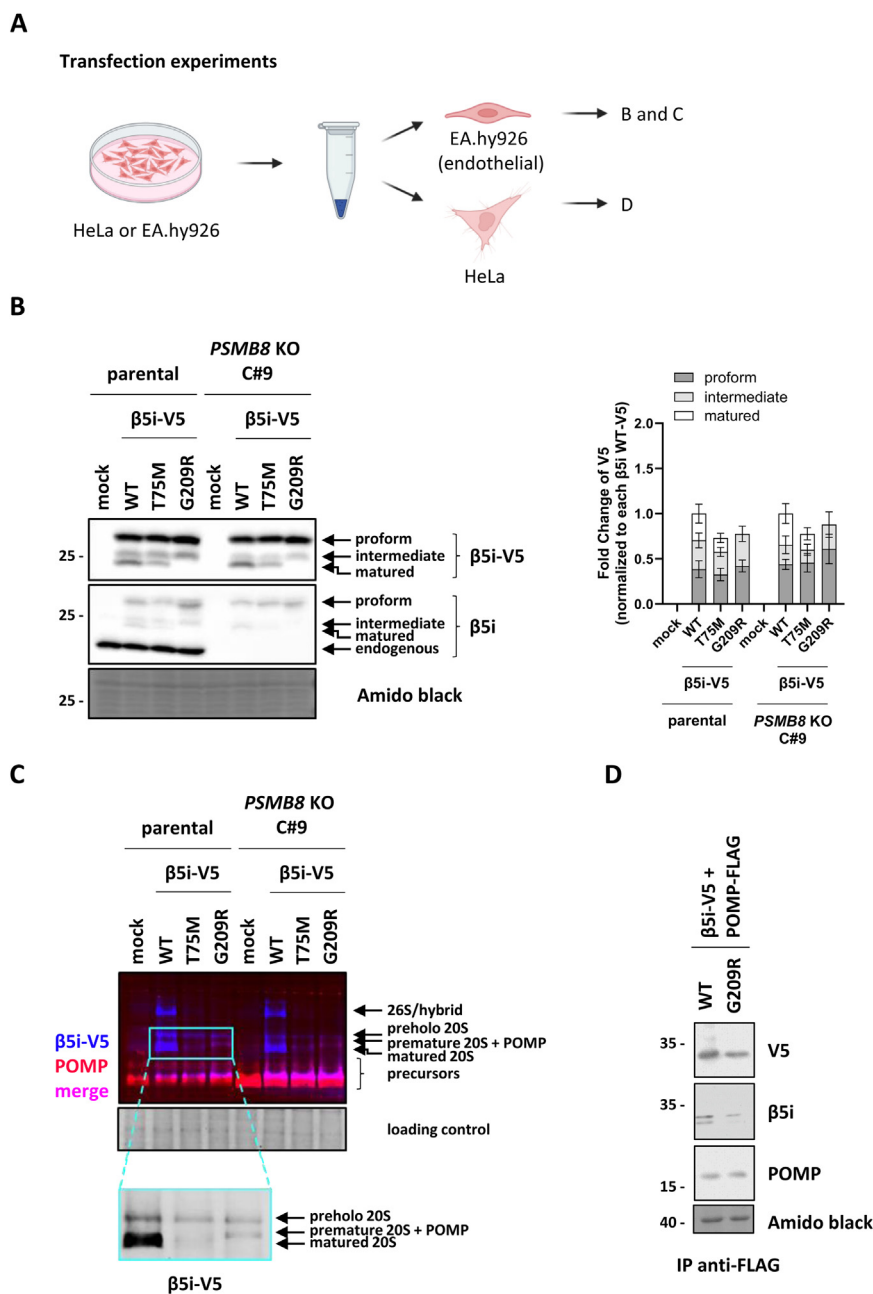 A
Transfection experiments
HeLa or EA.hy926
EA.hy926
(endothelial)
B and C
HeLa
D
B
parental
PSMB8 KO
C#9
β5i-V5
β5i-V5
mock
WT
T75M
G209R
mock
WT
T75M
G209R
25 -
proform
intermediate
matured
β5i-V5
25 -
proform
intermediate
matured
endogenous
β5i
25 -
Amido black
proform
intermediate
matured
Fold Change of V5
(normalized to each β5i WT-V5)
2.0
1.5
1.0
0.5
0.0
mock
WT
T75M
G209R
mock
WT
T75M
G209R
β5i-V5
β5i-V5
parental
PSMB8 KO
C#9
C
parental
PSMB8 KO
C#9
β5i-V5
β5i-V5
mock
WT
T75M
G209R
mock
WT
T75M
G209R
β5i-V5
POMP
merge
26S/hybrid
preholo 20S
premature 20S + POMP
matured 20S
precursors
loading control
preholo 20S
premature 20S + POMP
matured 20S
β5i-V5
D
β5i-V5 +
POMP-FLAG
WT
G209R
35 -
V5
35 -
β5i
POMP
15 -
40 -
Amido black
IP anti-FLAG